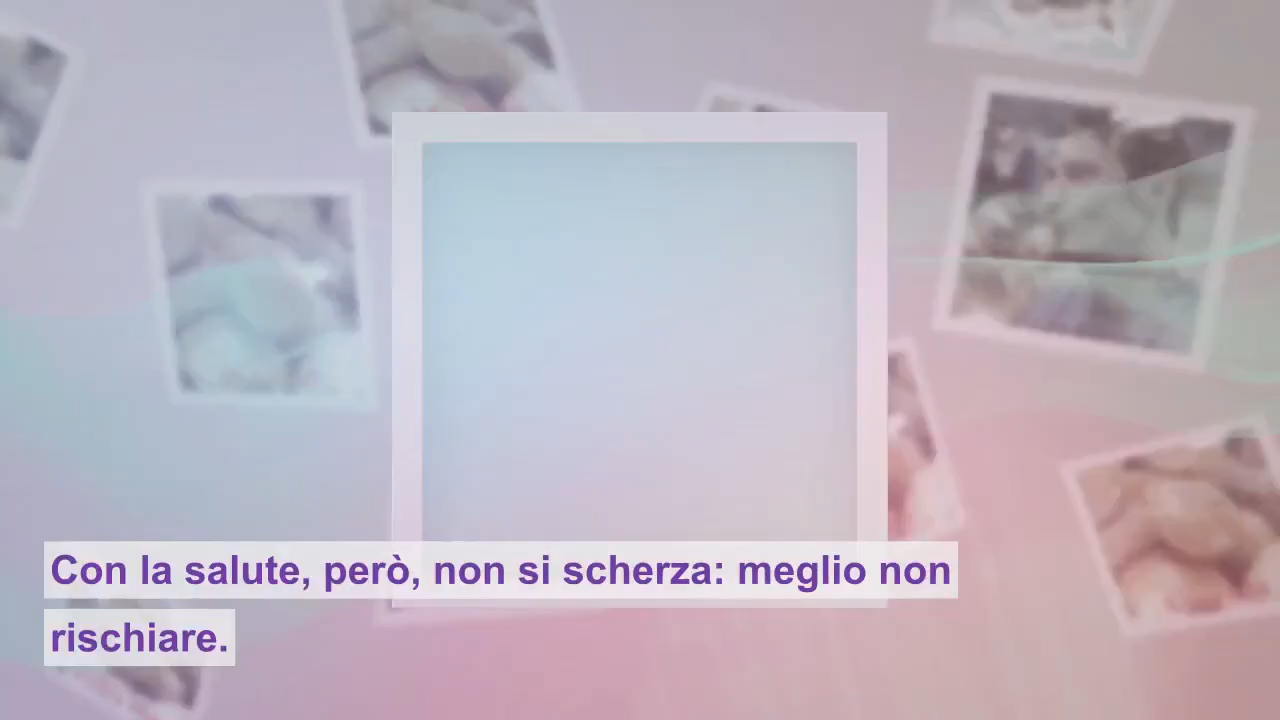 Con la salute, però, non si scherza: meglio non
rischiare.